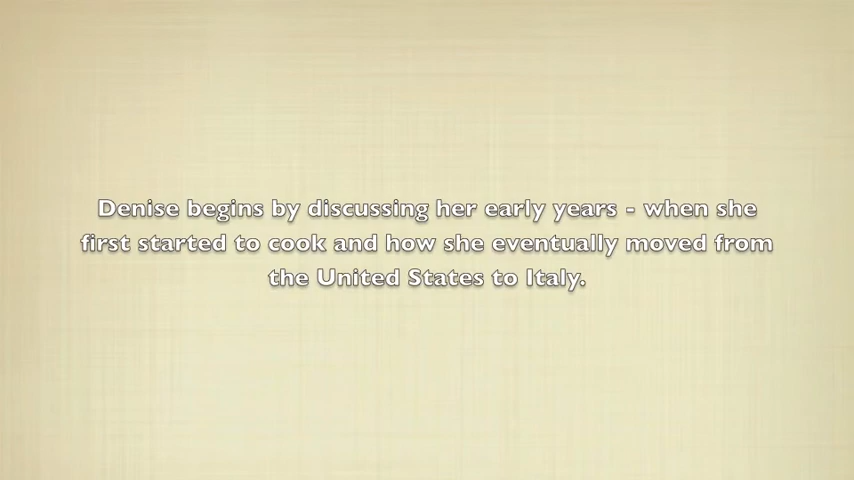 Denise begins by discussing her early years - when she
first started to cook and how she eventually moved from
the United States to Italy.